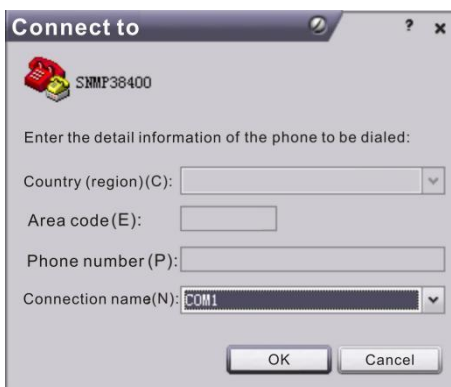 Connect to
? x
SNMP38400
Enter the detail information of the phone to be dialed:
Country (region)(C):
Area code(E):
Phone number(P):
Connection name(N): COM1
OK Cancel